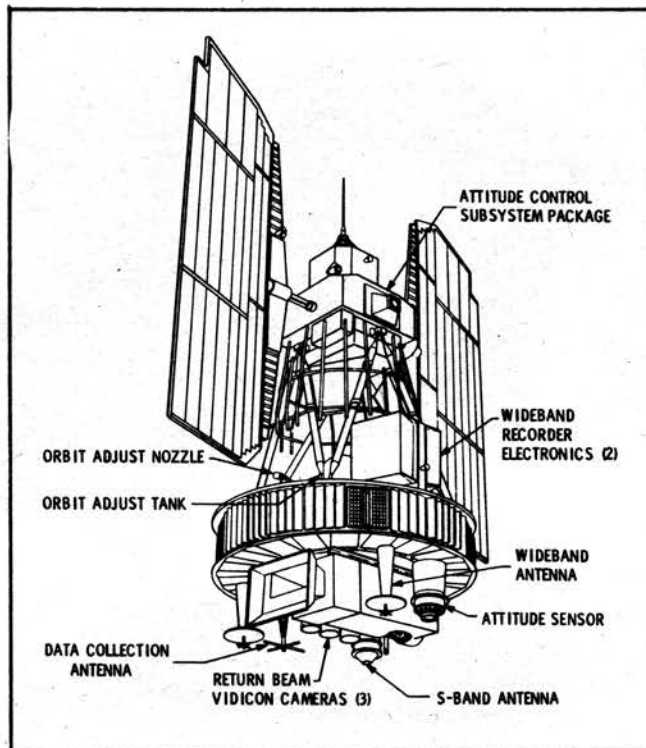 ATTITUDE CONTROL
SUBSYSTEM PACKAGE
WIDEBAND
RECORDER
ELECTRONICS (2)
ORBIT ADJUST NOZZLE
ORBIT ADJUST TANK
WIDEBAND
ANTENNA
ATTITUDE SENSOR
DATA COLLECTION
ANTENNA
RETURN BEAM
VIDICON CAMERAS (3)
S-BAND ANTENNA